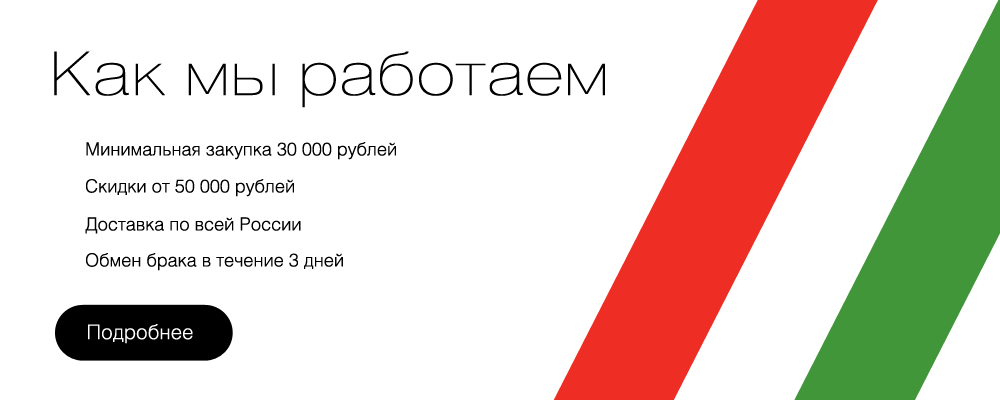 Как мы работаем
Минимальная закупка 30 000 рублей
Скидки от 50 000 рублей
Доставка по всей России
Обмен брака в течение 3 дней
Подробнее